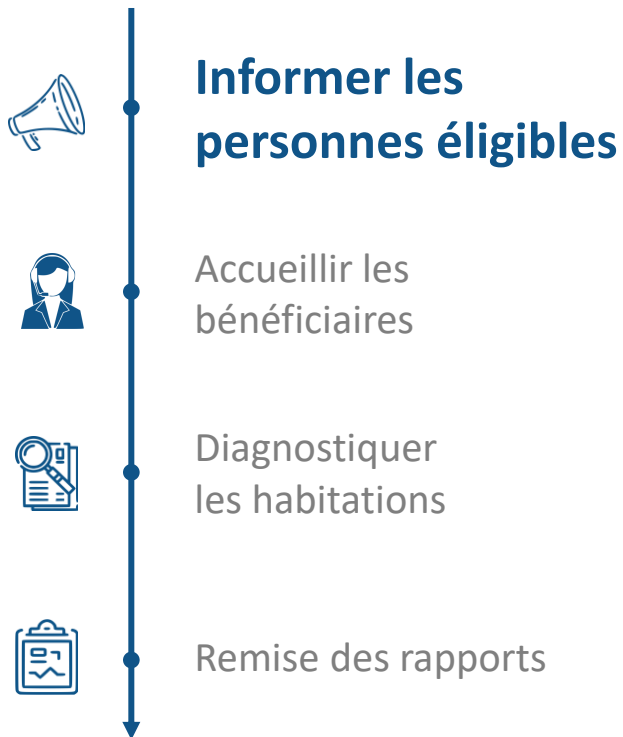 Informer les
personnes éligibles
Accueillir les
bénéficiaires
Diagnostiquer
les habitations
Remise des rapports